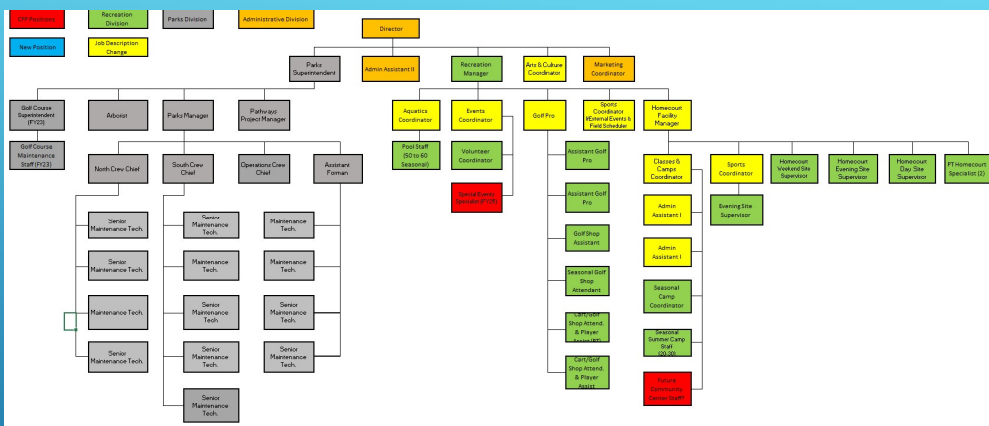 CPF Positions
Recreation
Division
Parks Division
Administrative Division
New Position
Job Description
Change
Director
Parks
Superintendent
Admin Assistant II
Recreation
Manager
Arts & Culture
Coordinator
Marketing
Coordinator
Golf Course
Superintendent
(FY23)
Arborist
Parks Manager
Pathways
Project Manager
Aquatics
Coordinator
Events
Coordinator
Golf Pro
Sports
Coordinator
External Events &
Field Scheduler
Homecourt
Facility
Manager
Golf Course
Maintenance
Staff (FY23)
North Crew Chief
South Crew
Chief
Operations Crew
Chief
Assistant
Forman
Pool Staff
(50 to 60
Seasonal)
Volunteer
Coordinator
Assistant Golf
Pro
Classes &
Camps
Coordinator
Sports
Coordinator
Homecourt
Weekend Site
Supervisor
Homecourt
Evening Site
Supervisor
Homecourt
Day Site
Supervisor
PT Homecourt
Specialist (2)
Special Events
Specialist (FY25)
Assistant Golf
Pro
Admin
Assistant I
Evening Site
Supervisor
Senior
Maintenance Tech.
Senior
Maintenance
Tech.
Maintenance
Tech.
Golf Shop
Assistant
Admin
Assistant I
Senior
Maintenance Tech.
Maintenance
Tech.
Maintenance
Tech.
Seasonal Golf
Shop
Attendant
Seasonal
Camp
Coordinator
Maintenance Tech.
Senior
Maintenance
Tech.
Senior
Maintenance Tech.
Cart/Golf
Shop Attend.
& Player
Assist (PT)
Seasonal
Summer Camp
Staff
(20-30)
Senior
Maintenance Tech.
Senior
Maintenance
Tech.
Senior
Maintenance Tech.
Cart/Golf
Shop Attend.
& Player
Assist
Future
Community
Center Staff?
Senior
Maintenance
Tech.